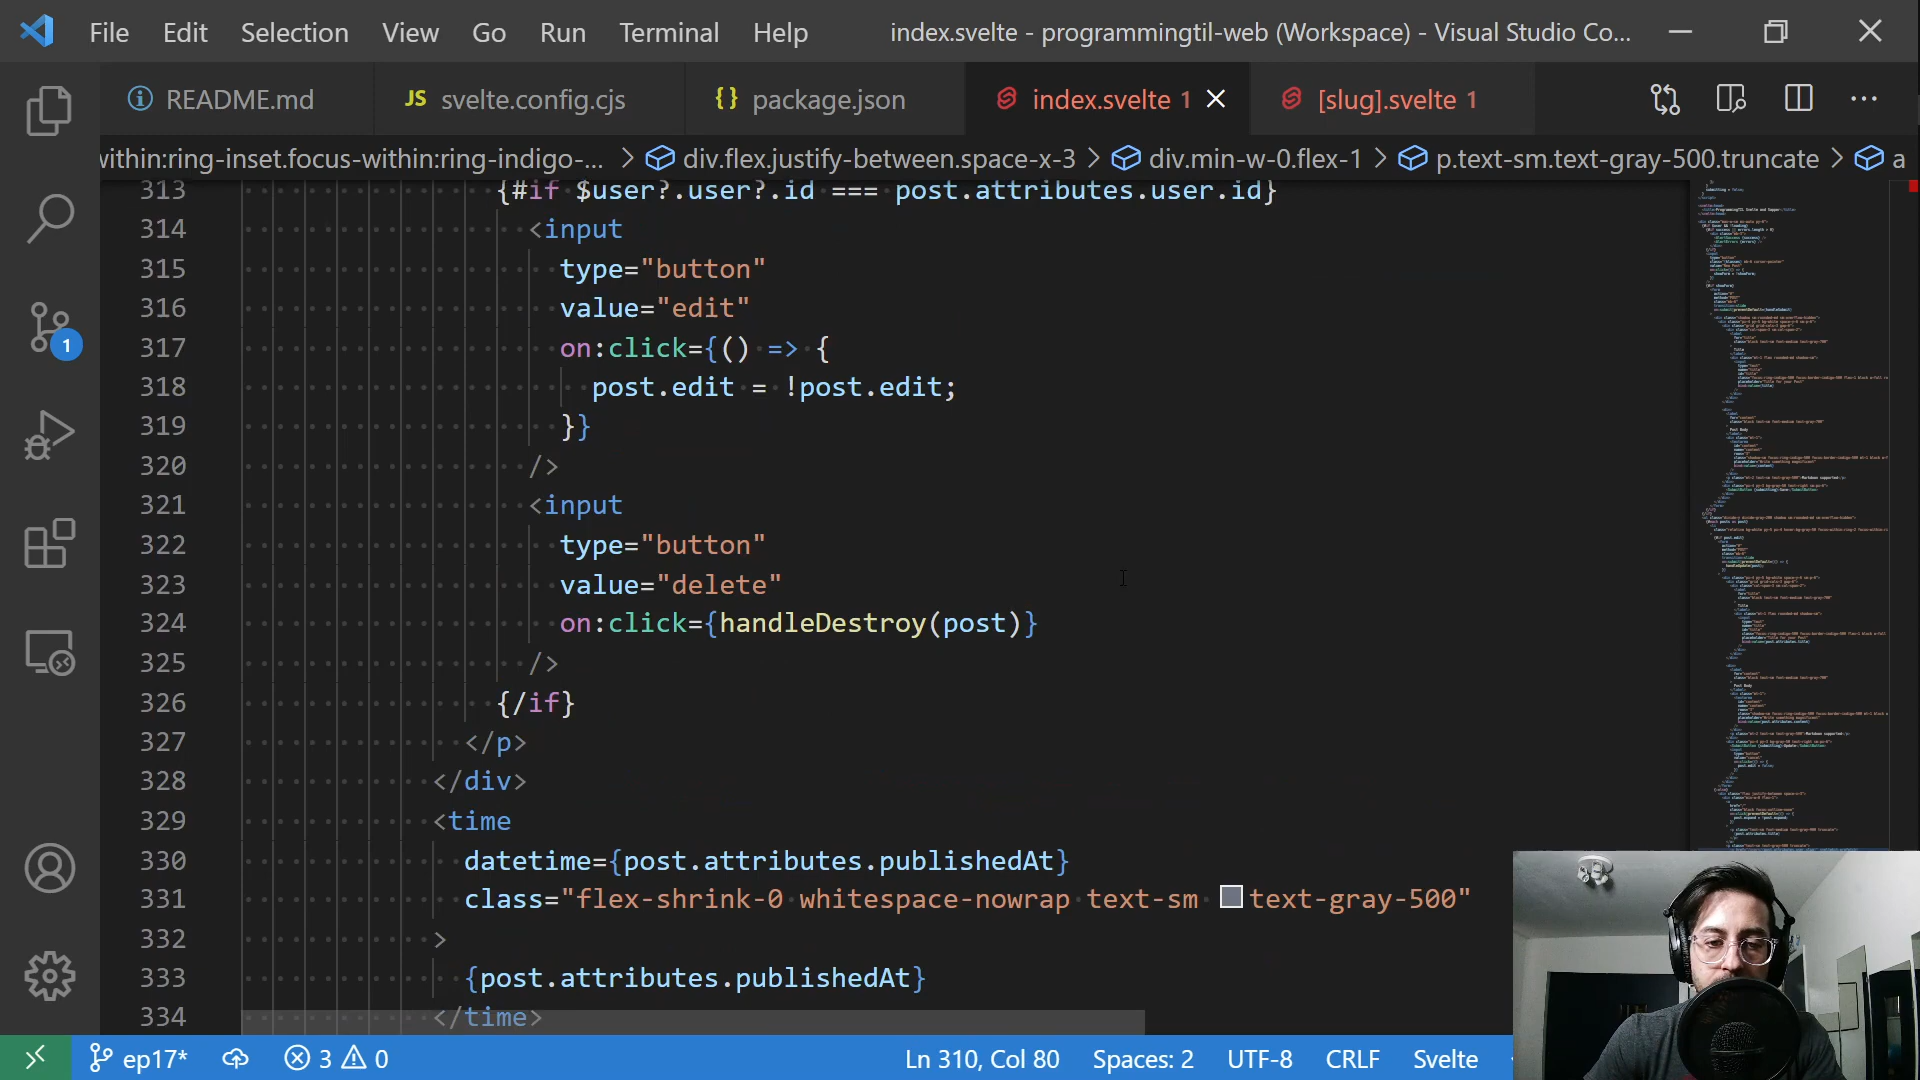 File Edit Selection View Go Run Terminal Help index.svelte - programmingtil-web (Workspace) - Visual Studio Co...
README.md JS svelte.config.cjs {} package.json index.svelte 1 [slug].svelte 1
within:ring-inset.focus-within:ring-indigo-... > div.flex.justify-between.space-x-3 > div.min-w-0.flex-1 > p.text-sm.text-gray-500.truncate > a
313 {#if $user?.user?.id === post.attributes.user.id}
314 <input
315 type="button"
316 value="edit"
317 on:click={() => {
318 post.edit = !post.edit;
319 }}
320 />
321 <input
322 type="button"
323 value="delete"
324 on:click={handleDestroy(post)}
325 />
326 {/if}
327 </p>
328 </div>
329 <time
330 datetime={post.attributes.publishedAt}
331 class="flex-shrink-0 whitespace-nowrap text-sm text-gray-500"
332 >
333 {post.attributes.publishedAt}
334 </time>
1
ep17* 3 0 Ln 310, Col 80 Spaces: 2 UTF-8 CRLF Svelte